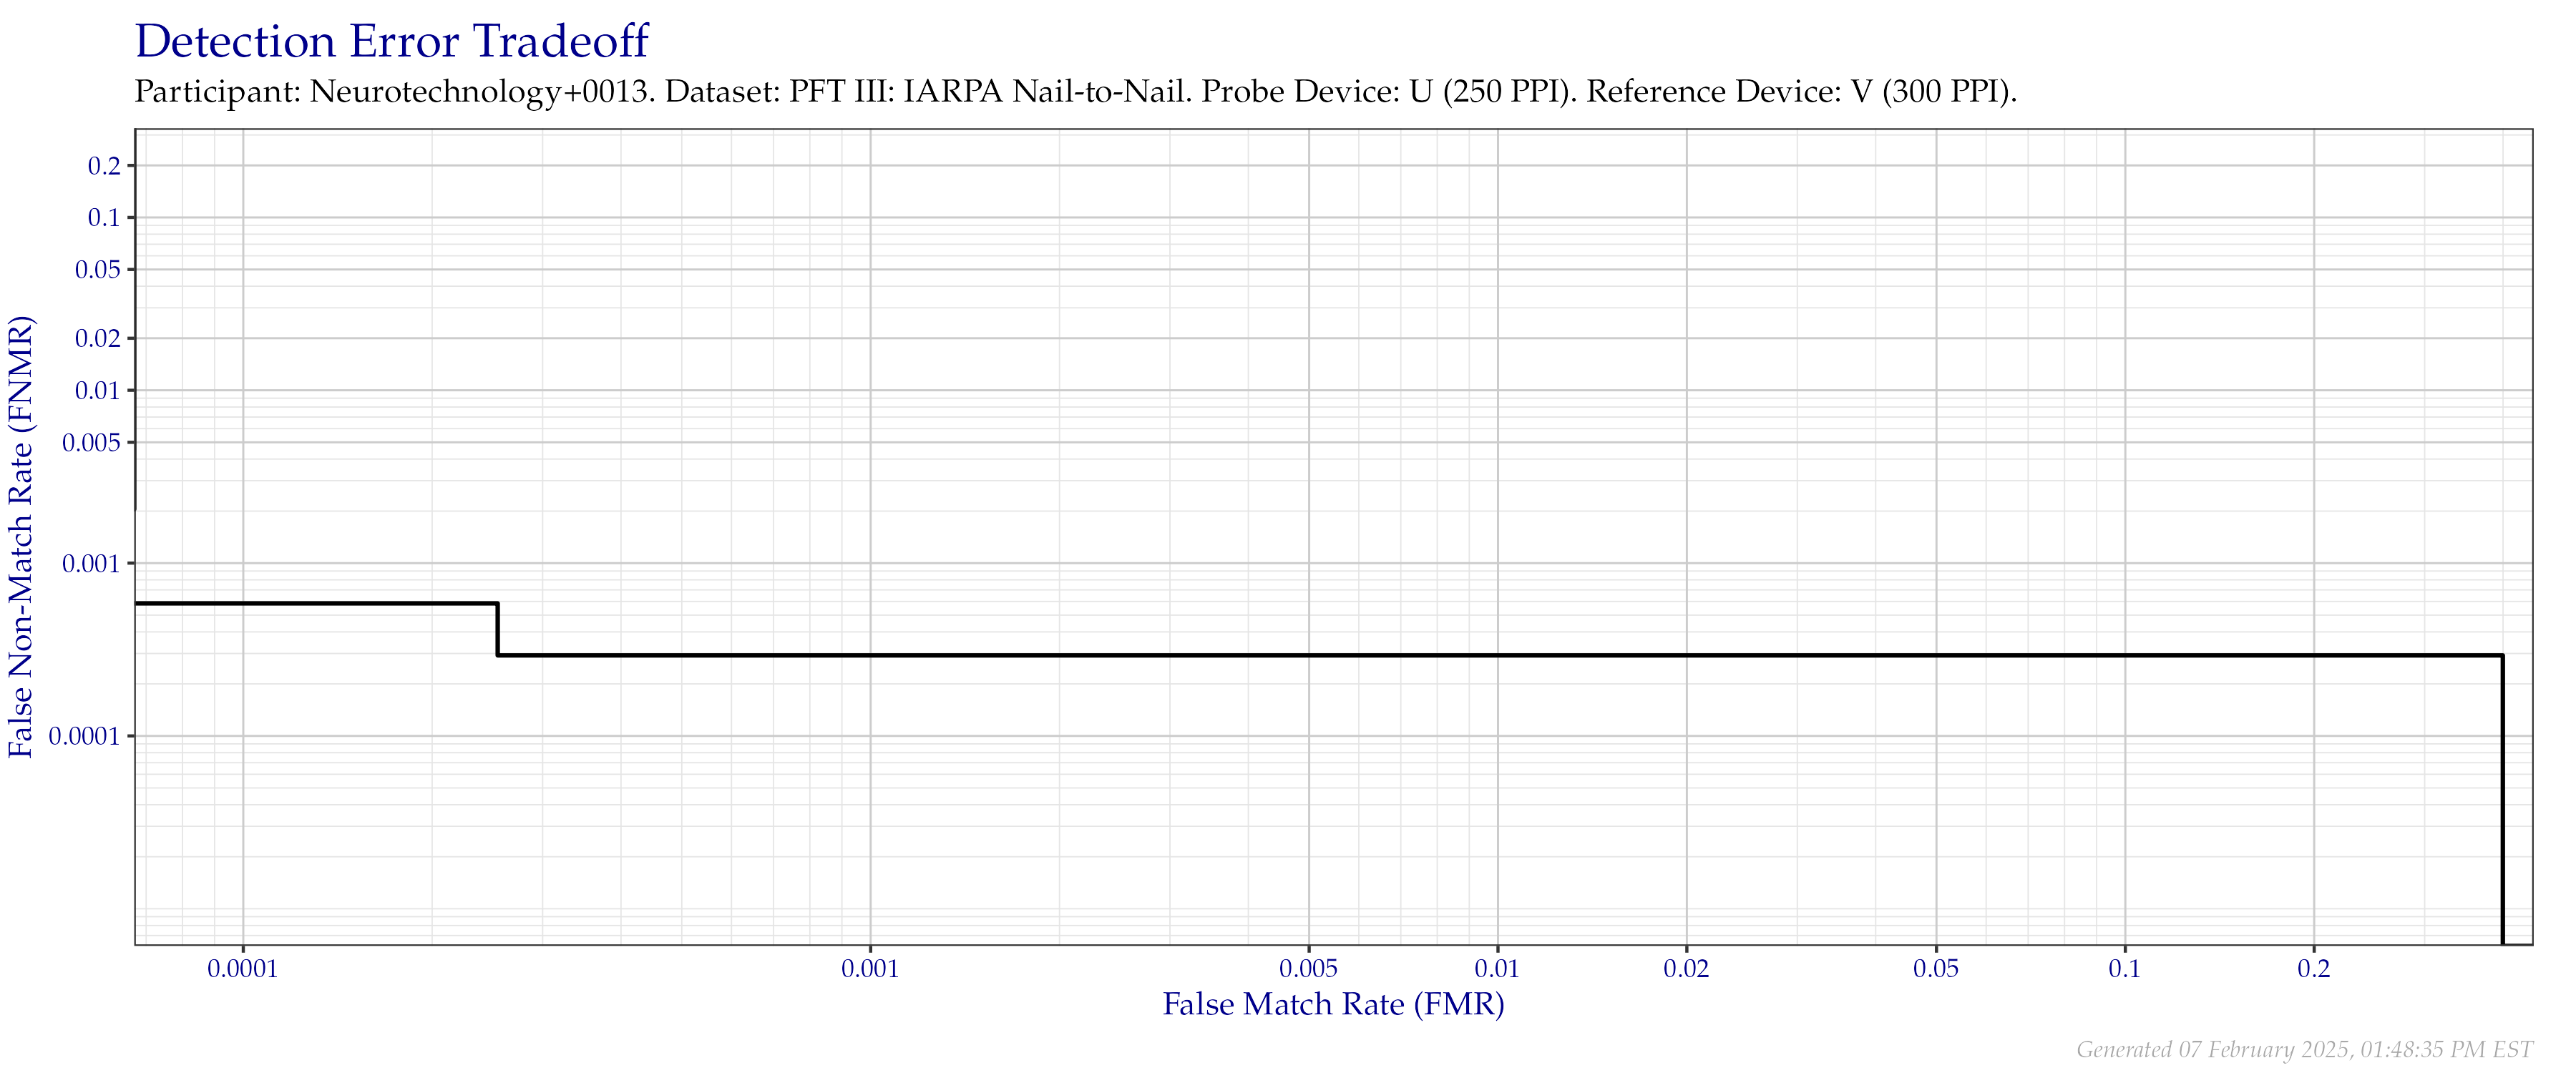 Detection Error Tradeoff
Participant: Neurotechnology+0013. Dataset: PFT III: IARPA Nail-to-Nail. Probe Device: U (250 PPI). Reference Device: V (300 PPI).
False Non-Match Rate (FNMR)
0.2
0.1
0.05
0.02
0.01
0.005
0.001
0.0001
0.0001 0.001 0.005 0.01 0.02 0.05 0.1 0.2
False Match Rate (FMR)
Generated 07 February 2025, 01:48:35 PM EST